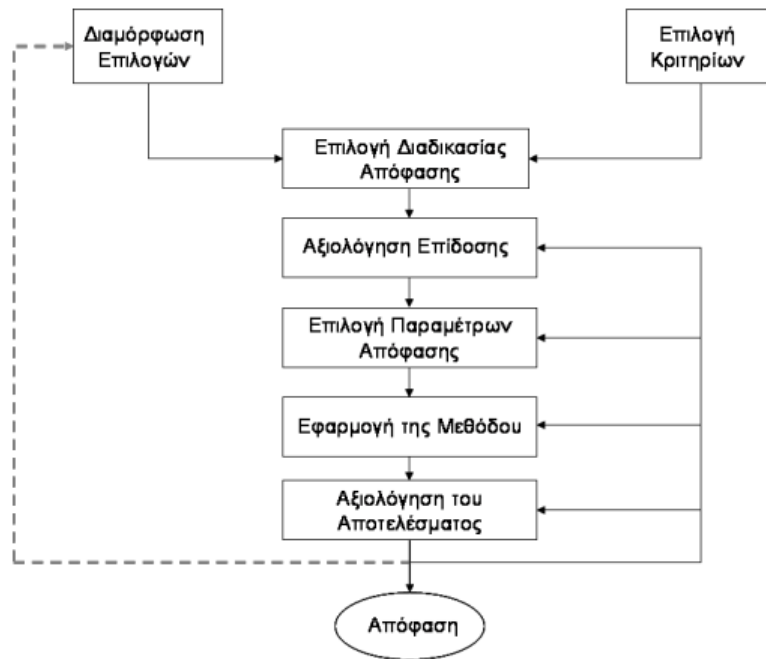 Διαμόρφωση
Επιλογών
Επιλογή
Κριτηρίων
Επιλογή Διαδικασίας
Απόφασης
Αξιολόγηση Επίδοσης
Επιλογή Παραμέτρων
Απόφασης
Εφαρμογή της Μεθόδου
Αξιολόγηση του
Αποτελέσματος
Απόφαση